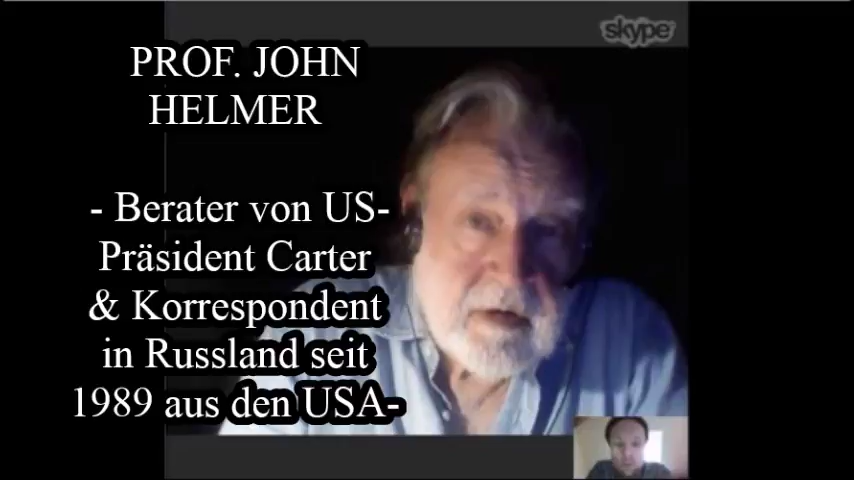 skype
PROF. JOHN
HELMER
- Berater von US-
Präsident Carter
& Korrespondent
in Russland seit
1989 aus den USA-